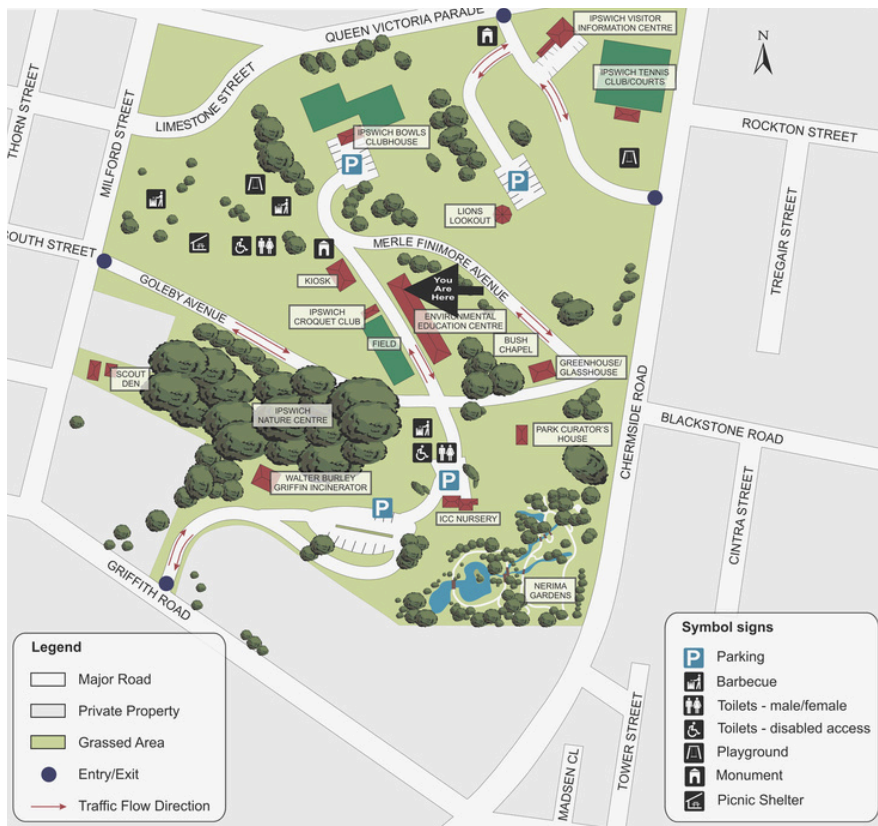 QUEEN VICTORIA PARADE
IPSWICH VISITOR
INFORMATION CENTRE
N
IPSWICH TENNIS
CLUB/COURTS
THORN STREET
MILFORD STREET
LIMESTONE STREET
IPSWICH BOWLS
CLUBHOUSE
ROCKTON STREET
P
P
LIONS
LOOKOUT
TREGAIR STREET
SOUTH STREET
MERLE FINIMORE AVENUE
GOLEBY AVENUE
KIOSK
You
Are
Here
IPSWICH
CROQUET CLUB
ENVIRONMENTAL
EDUCATION CENTRE
FIELD
BUSH
CHAPEL
GREENHOUSE/
GLASSHOUSE
SCOUT
DEN
IPSWICH
NATURE CENTRE
CHERMSIDE ROAD
BLACKSTONE ROAD
PARK CURATOR'S
HOUSE
WALTER BURLEY
GRIFFIN INCINERATOR
P
P
ICC NURSERY
CINTRA STREET
NERIMA
GARDENS
GRIFFITH ROAD
MADSEN CL
TOWER STREET
Legend
Major Road
Private Property
Grassed Area
Entry/Exit
Traffic Flow Direction
Symbol signs
P Parking
Barbecue
Toilets - male/female
Toilets - disabled access
Playground
Monument
Picnic Shelter